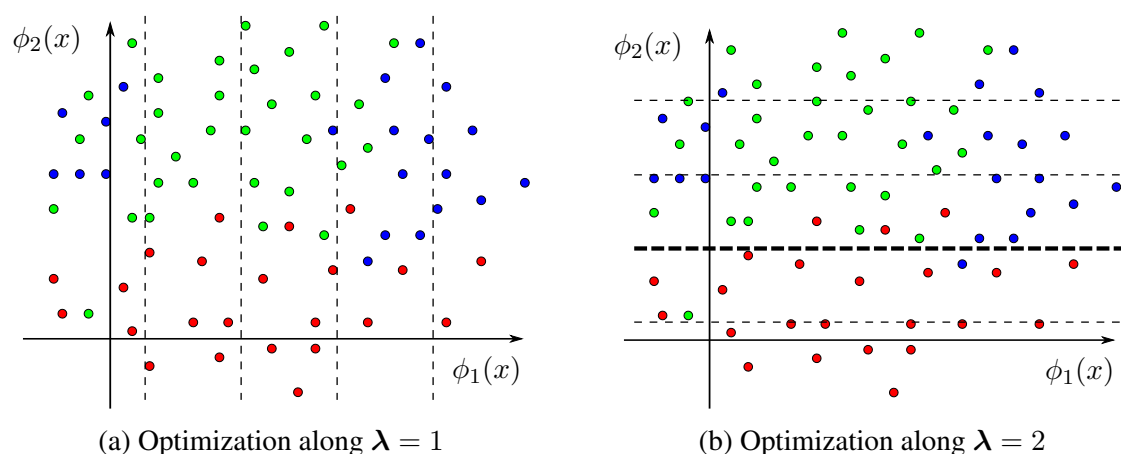 ϕ₂(x)
ϕ₁(x)
(a) Optimization along λ = 1
ϕ₂(x)
ϕ₁(x)
(b) Optimization along λ = 2